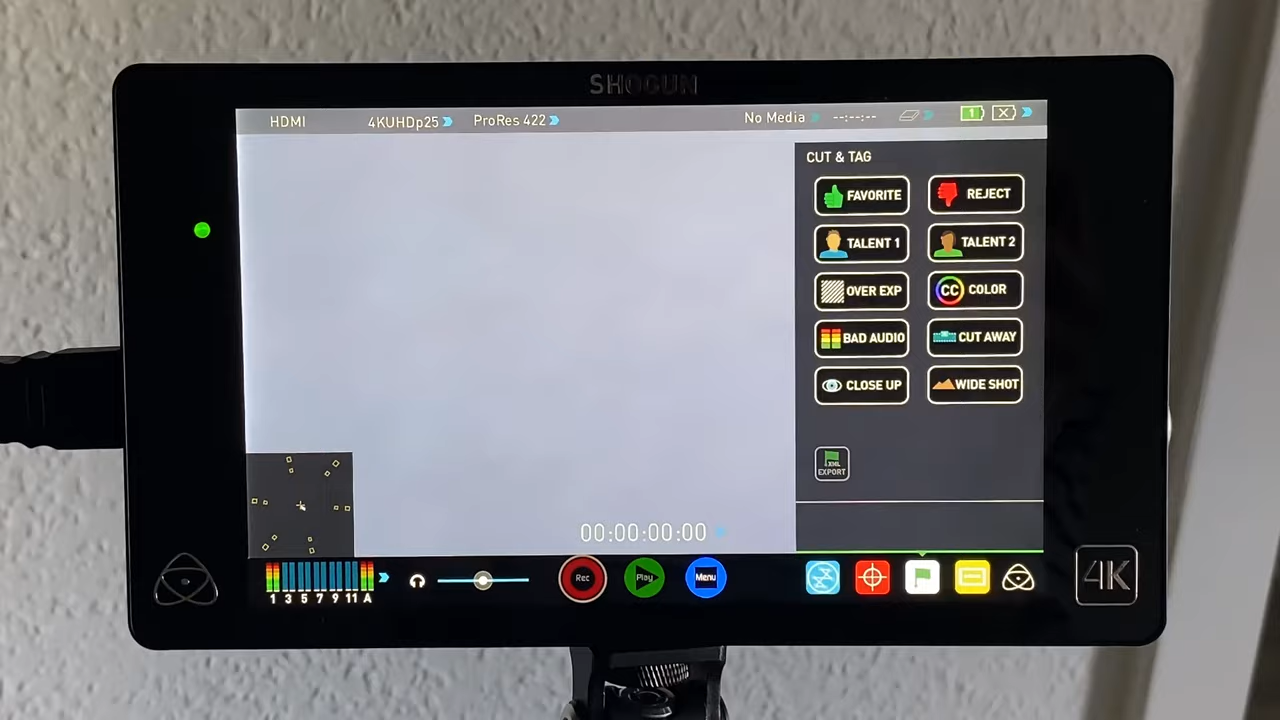 SHOGUN
HDMI 4KUHDp25 ProRes 422 No Media --:--:-- 1 X
CUT & TAG
FAVORITE REJECT
TALENT 1 TALENT 2
OVER EXP CC COLOR
BAD AUDIO CUT AWAY
CLOSE UP WIDE SHOT
XML
EXPORT
00:00:00:00
Rec Play Menu
1 3 5 7 9 11 A
4K